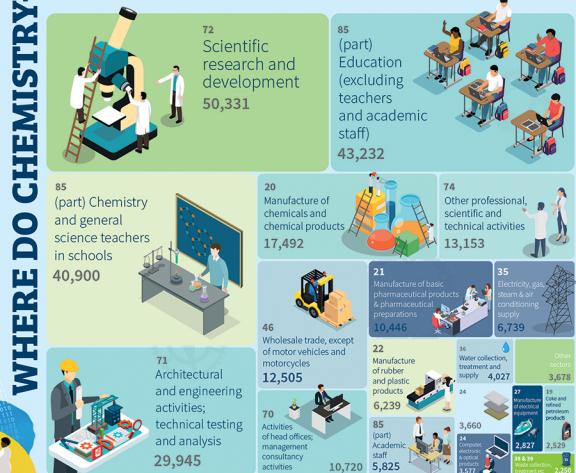 WHERE DO CHEMISTRY
72
Scientific
research and
development
50,331
85
(part)
Education
(excluding
teachers
and academic
staff)
43,232
85
(part) Chemistry
and general
science teachers
in schools
40,900
20
Manufacture of
chemicals and
chemical products
17,492
74
Other professional,
scientific and
technical activities
13,153
46
Wholesale trade, except
of motor vehicles and
motorcycles
12,505
21
Manufacture of basic
pharmaceutical products
& pharmaceutical
preparations
10,446
35
Electricity, gas,
steam & air
conditioning
supply
6,739
71
Architectural
and engineering
activities;
technical testing
and analysis
29,945
70
Activities
of head offices;
management
consultancy
activities
10,720
22
Manufacture
of rubber
and plastic
products
6,239
85
(part)
Academic
staff
5,825
36
Water collection,
treatment and
supply 4,027
Other
sectors
3,678
24
3,660
27
Manufacture
of electrical
equipment
2,827
19
Coke and
refined
petroleum
products
2,529
26
Computer,
electronic
& optical
products
3,577
38 & 39
Waste collection,
treatment etc
2,206